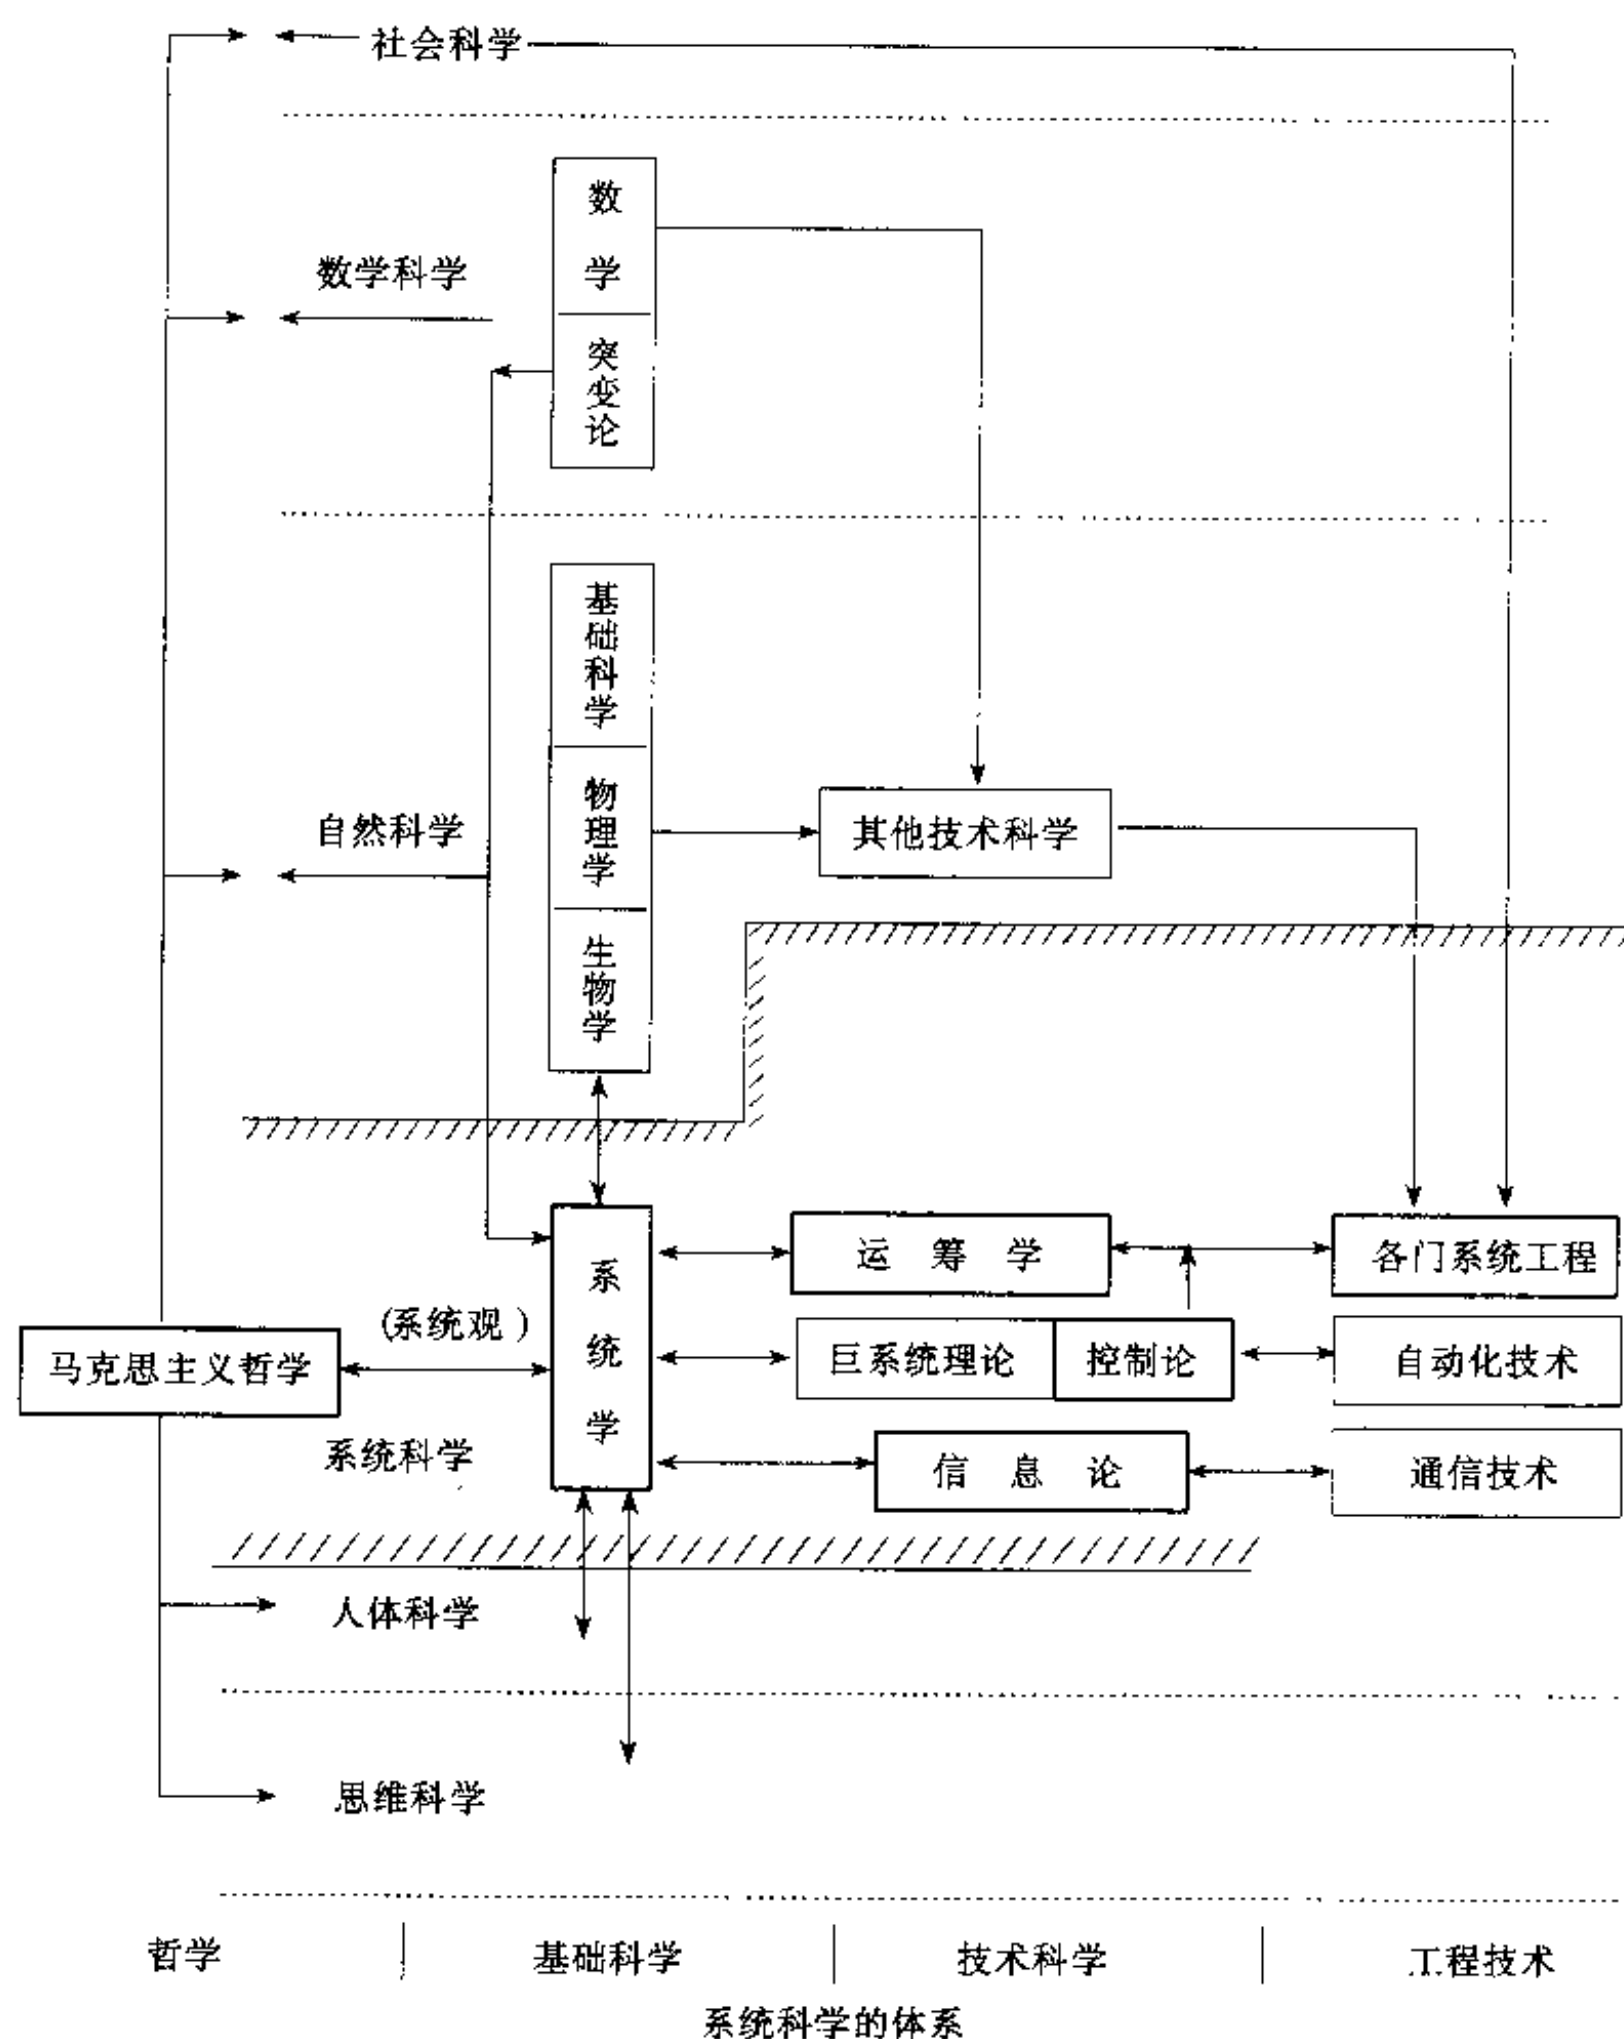 社会科学
数学
数学科学
突变论
基础科学
物理学
自然科学
其他技术科学
生物学
系统学
运筹学
各门系统工程
(系统观)
马克思主义哲学
巨系统理论
控制论
自动化技术
系统科学
信息论
通信技术
人体科学
思维科学
哲学
基础科学
技术科学
工程技术
系统科学的体系